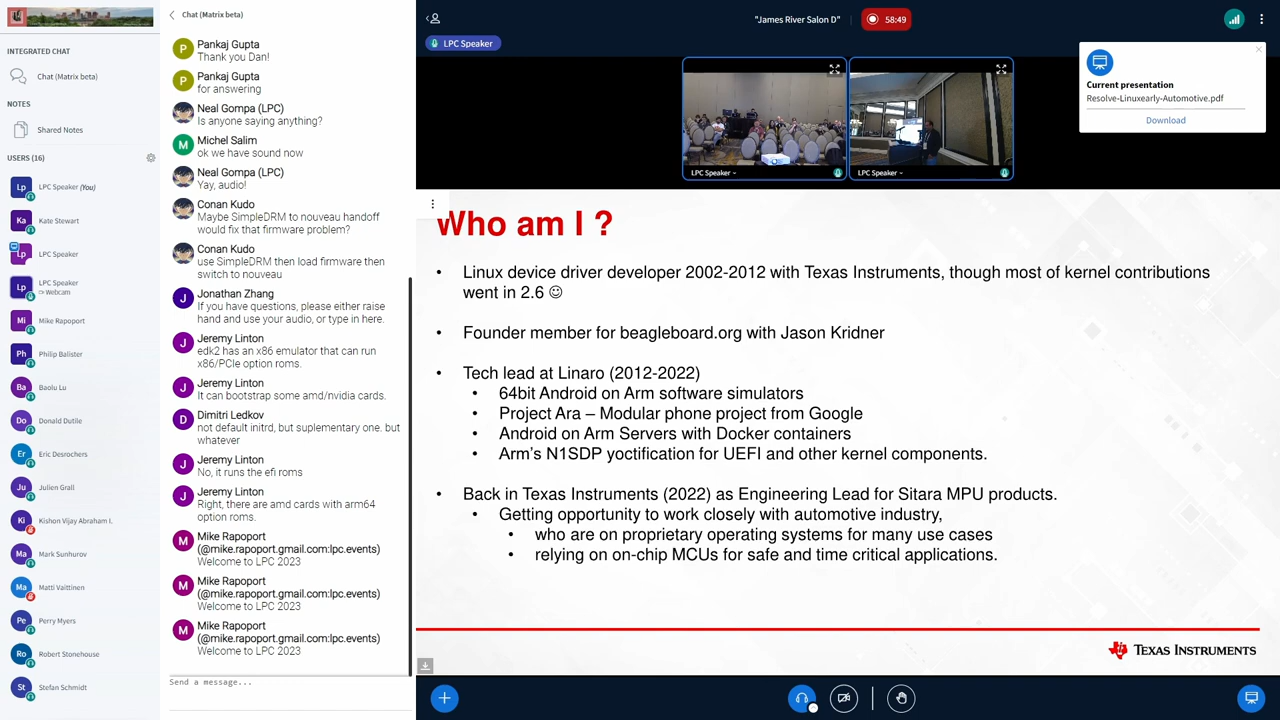 INTEGRATED CHAT
Chat (Matrix beta)
NOTES
Shared Notes
USERS (16)
Lp
LPC Speaker (You)
Ka
Kate Stewart
Lp
LPC Speaker
Lp
LPC Speaker
Webcam
Mi
Mike Rapoport
Ph
Philip Balister
Ba
Baolu Lu
Do
Donald Dutile
Er
Eric Desrochers
Ju
Julien Grall
Ki
Kishon Vijay Abraham I.
Ma
Mark Sunhurov
Ma
Matti Vaittinen
Pe
Perry Myers
Ro
Robert Stonehouse
St
Stefan Schmidt
Chat (Matrix beta)
P
Pankaj Gupta
Thank you Dan!
P
Pankaj Gupta
for answering
Neal Gompa (LPC)
Is anyone saying anything?
M
Michel Salim
ok we have sound now
Neal Gompa (LPC)
Yay, audio!
Conan Kudo
Maybe SimpleDRM to nouveau handoff
would fix that firmware problem?
Conan Kudo
use SimpleDRM then load firmware then
switch to nouveau
J
Jonathan Zhang
If you have questions, please either raise
hand and use your audio, or type in here.
J
Jeremy Linton
edk2 has an x86 emulator that can run
x86/PCIe option roms.
J
Jeremy Linton
It can bootstrap some amd/nvidia cards.
D
Dimitri Ledkov
not default initrd, but suplementary one. but
whatever
J
Jeremy Linton
No, it runs the efi roms
J
Jeremy Linton
Right, there are amd cards with arm64
option roms.
M
Mike Rapoport
(@mike.rapoport.gmail.com:lpc.events)
Welcome to LPC 2023
M
Mike Rapoport
(@mike.rapoport.gmail.com:lpc.events)
Welcome to LPC 2023
M
Mike Rapoport
(@mike.rapoport.gmail.com:lpc.events)
Welcome to LPC 2023
Send a message...
"James River Salon D"
58:49
LPC Speaker
LPC Speaker
LPC Speaker
Current presentation
Resolve-Linuxearly-Automotive.pdf
Download
Who am I ?
• Linux device driver developer 2002-2012 with Texas Instruments, though most of kernel contributions
went in 2.6 ☺
• Founder member for beagleboard.org with Jason Kridner
• Tech lead at Linaro (2012-2022)
• 64bit Android on Arm software simulators
• Project Ara – Modular phone project from Google
• Android on Arm Servers with Docker containers
• Arm's N1SDP yoctification for UEFI and other kernel components.
• Back in Texas Instruments (2022) as Engineering Lead for Sitara MPU products.
• Getting opportunity to work closely with automotive industry,
• who are on proprietary operating systems for many use cases
• relying on on-chip MCUs for safe and time critical applications.
TEXAS INSTRUMENTS